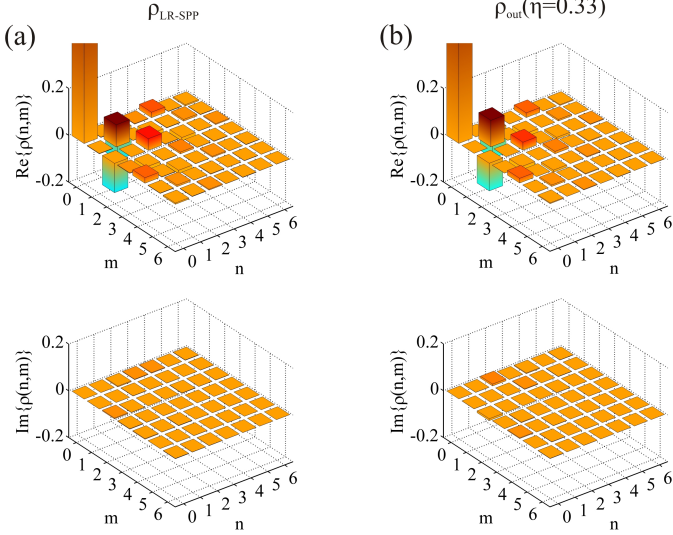 ρLR-SPP
ρout(η=0.33)
(a)
(b)
Re{ρ(n,m)}
0.2
0
-0.2
0 1 2 3 4 5 6
m
0 1 2 3 4 5 6
n
Re{ρ(n,m)}
0.2
0
-0.2
0 1 2 3 4 5 6
m
0 1 2 3 4 5 6
n
Im{ρ(n,m)}
0.2
0
-0.2
0 1 2 3 4 5 6
m
0 1 2 3 4 5 6
n
Im{ρ(n,m)}
0.2
0
-0.2
0 1 2 3 4 5 6
m
0 1 2 3 4 5 6
n